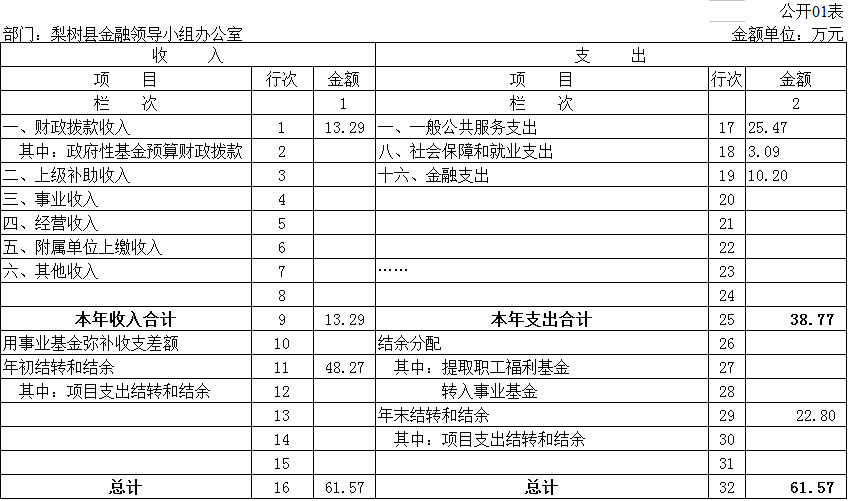 公开01表
部门：梨树县金融领导小组办公室 金额单位：万元
收 入 支 出
项 目 行次 金额 项 目 行次 金额
栏 次 1 栏 次 2
一、财政拨款收入 1 13.29 一、一般公共服务支出 17 25.47
其中：政府性基金预算财政拨款 2 八、社会保障和就业支出 18 3.09
二、上级补助收入 3 十六、金融支出 19 10.20
三、事业收入 4 20
四、经营收入 5 21
五、附属单位上缴收入 6 22
六、其他收入 7 …… 23
8 24
本年收入合计 9 13.29 本年支出合计 25 38.77
用事业基金弥补收支差额 10 结余分配 26
年初结转和结余 11 48.27 其中：提取职工福利基金 27
其中：项目支出结转和结余 12 转入事业基金 28
13 年末结转和结余 29 22.80
14 其中：项目支出结转和结余 30
15 31
总计 16 61.57 总计 32 61.57